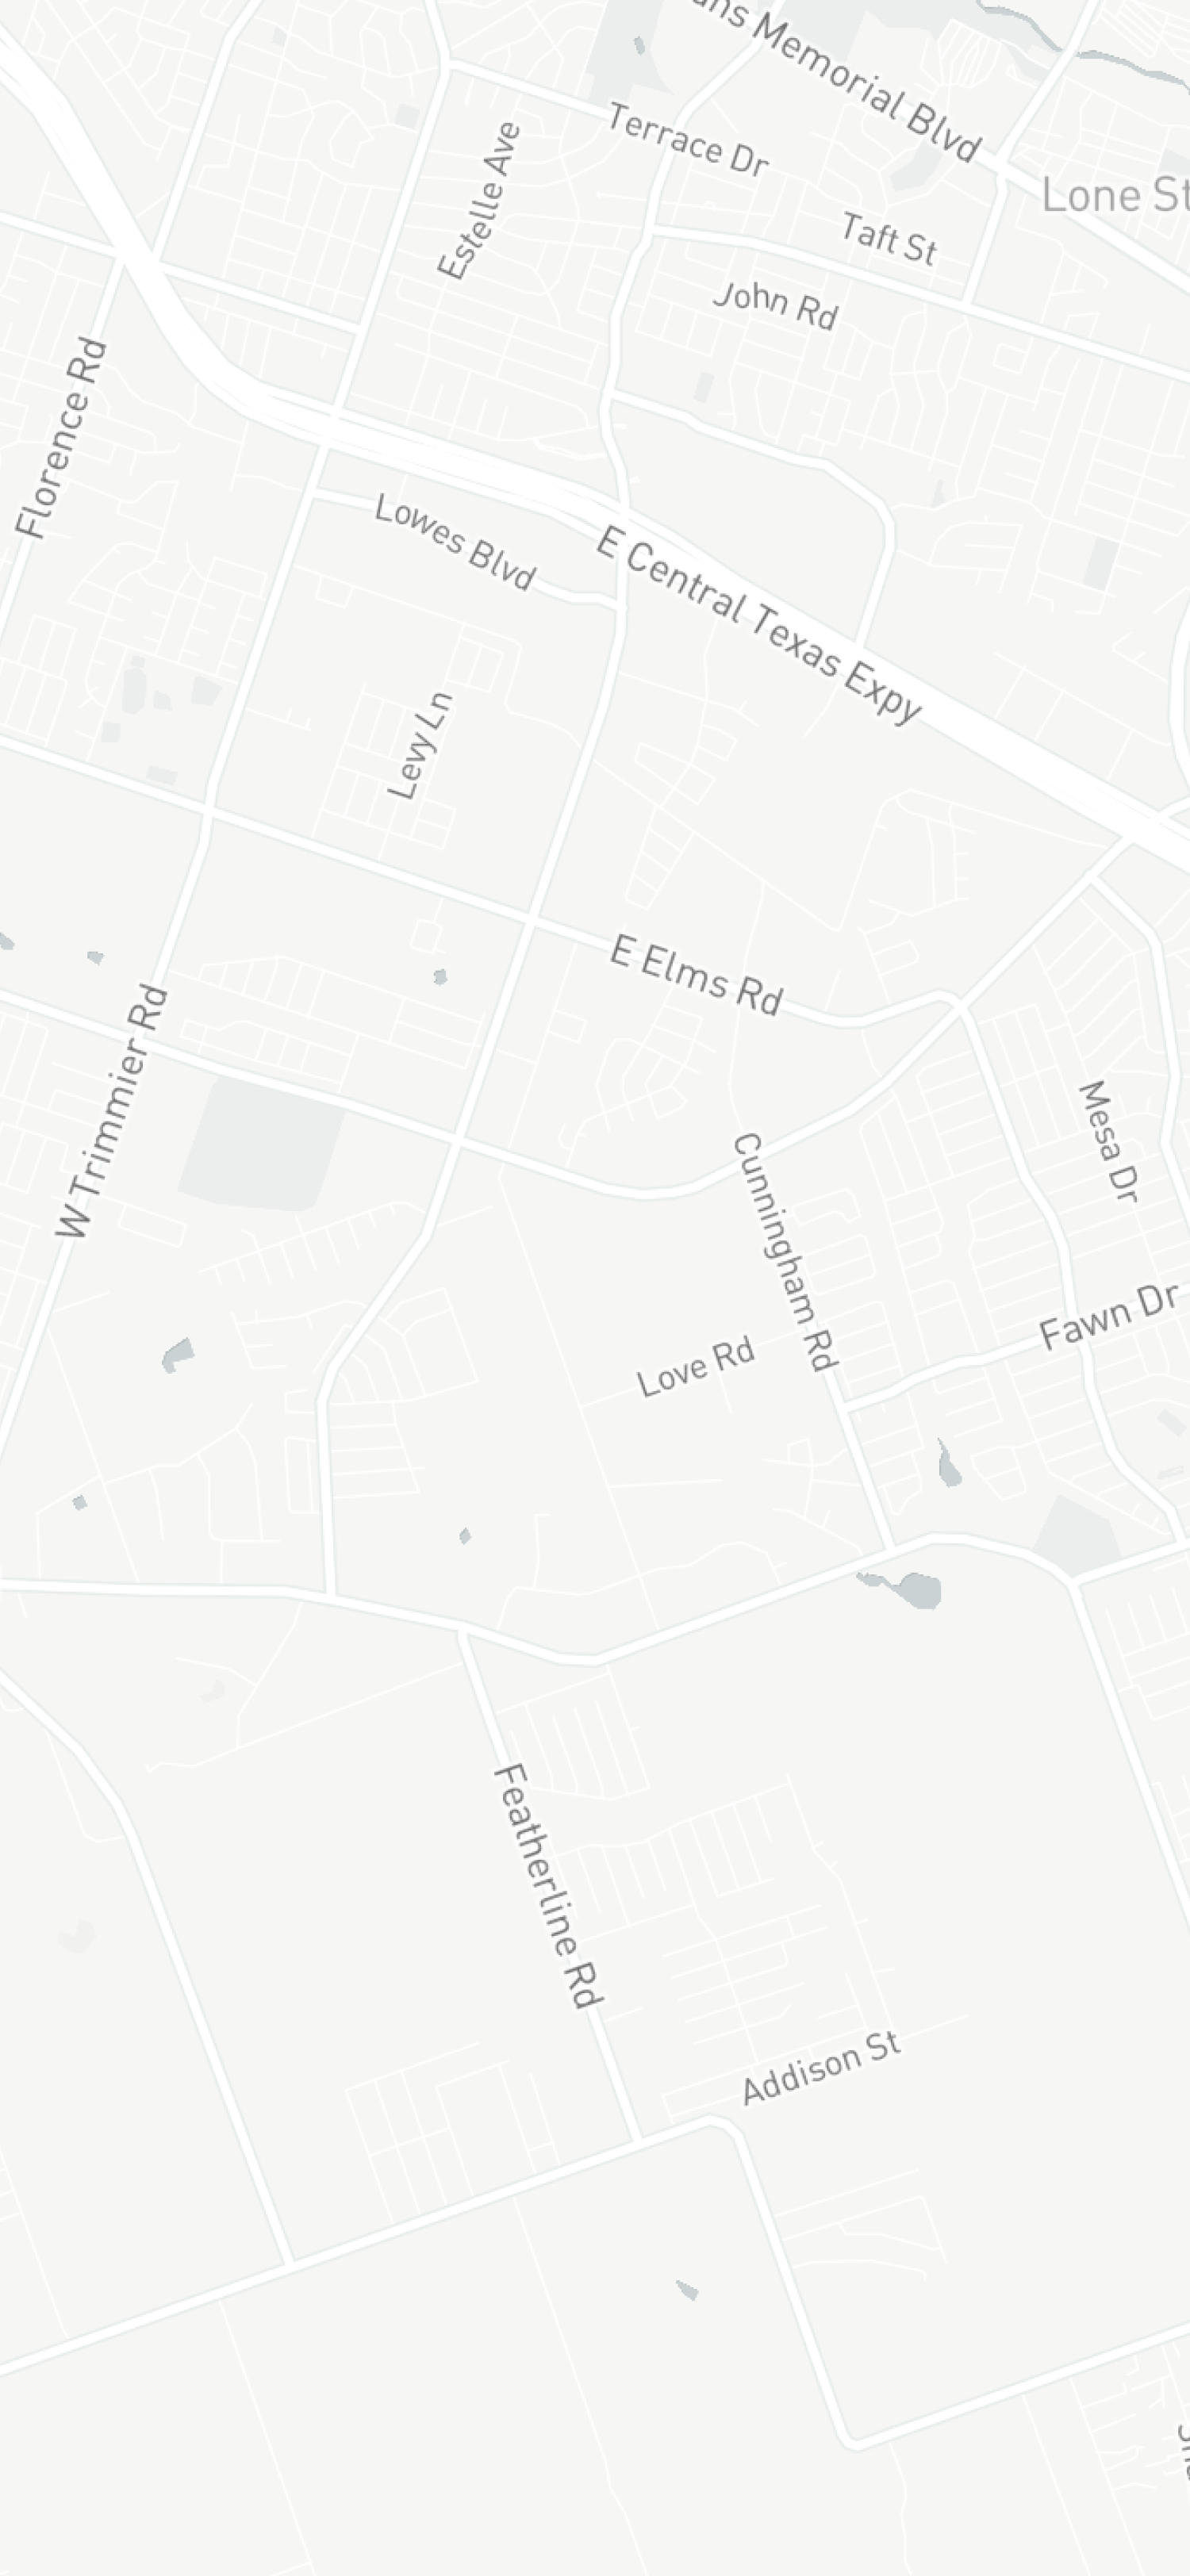 ans Memorial Blvd
Terrace Dr
Estelle Ave
Lone St
Taft St
John Rd
Florence Rd
Lowes Blvd
E Central Texas Expy
Levy Ln
E Elms Rd
W Trimmier Rd
Mesa Dr
Cunningham Rd
Fawn Dr
Love Rd
Featherline Rd
Addison St